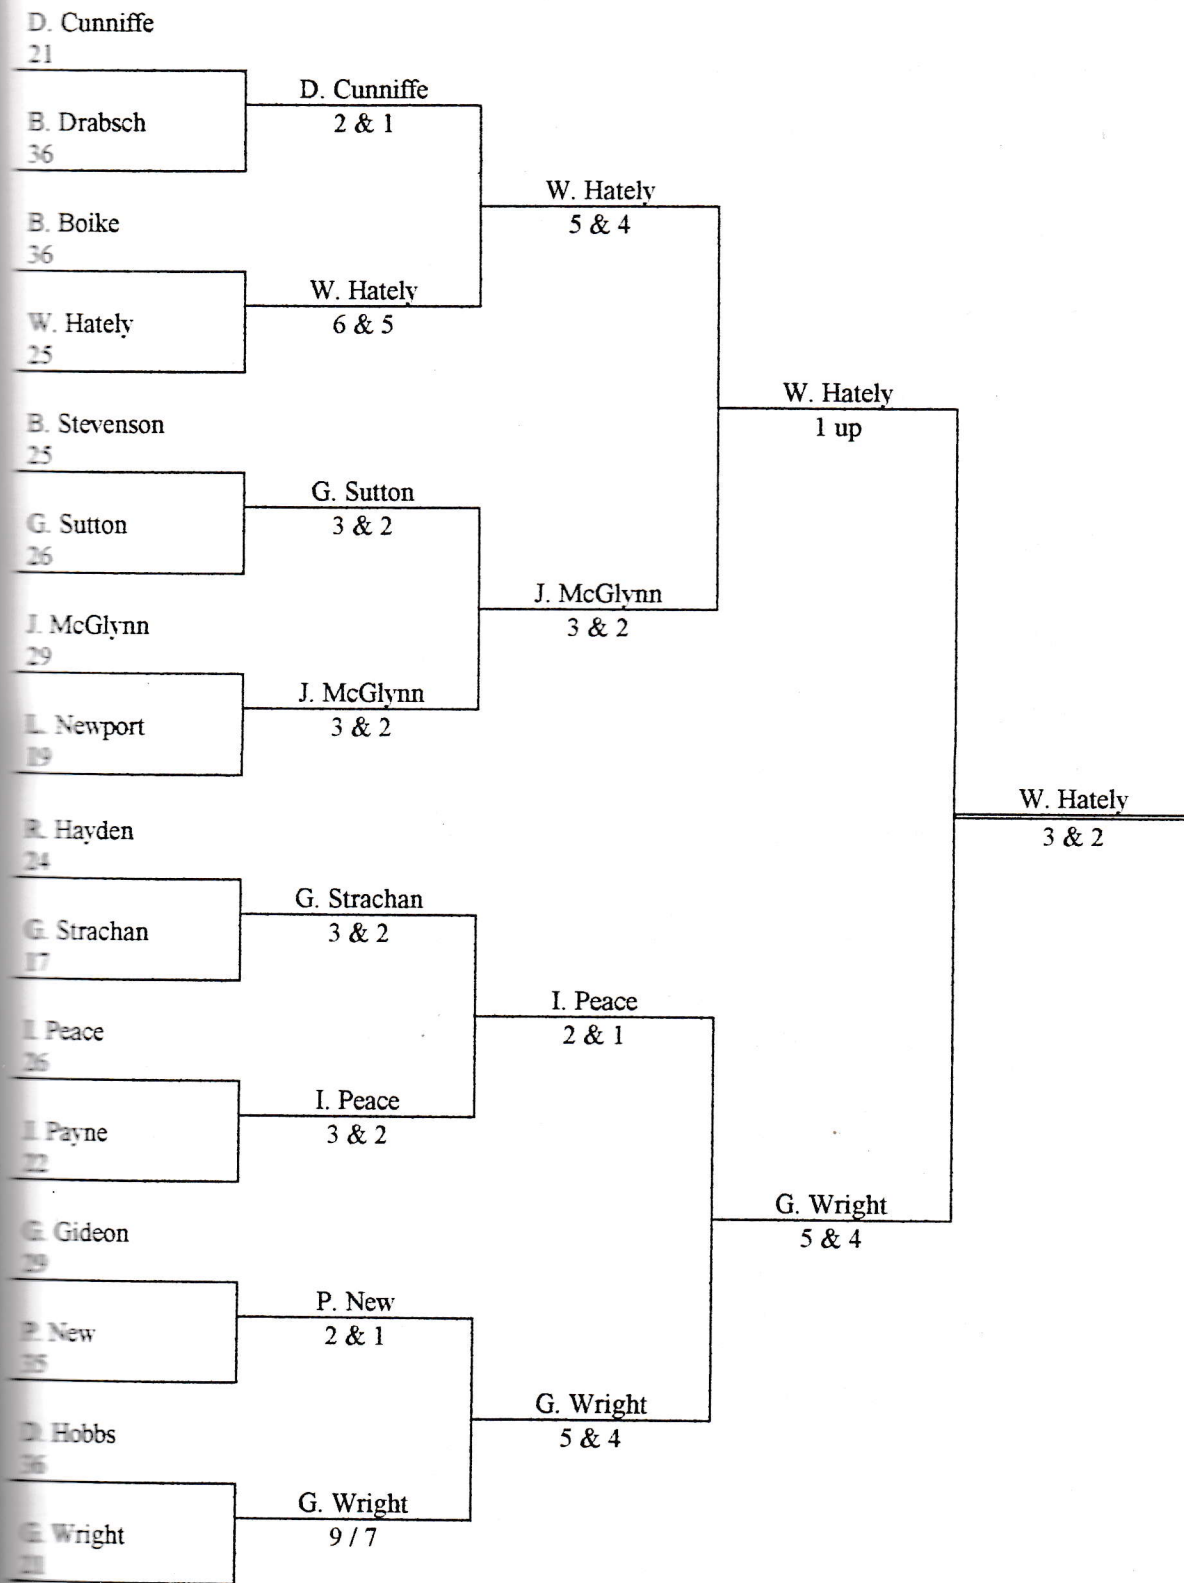 D. Cunniffe
21
B. Drabsch
36
B. Boike
36
W. Hately
25
B. Stevenson
25
G. Sutton
26
J. McGlynn
29
L. Newport
19
R. Hayden
24
G. Strachan
17
I. Peace
26
J. Payne
22
G. Gideon
29
P. New
35
D. Hobbs
36
G. Wright
D. Cunniffe
2 & 1
W. Hately
6 & 5
G. Sutton
3 & 2
J. McGlynn
3 & 2
G. Strachan
3 & 2
I. Peace
3 & 2
P. New
2 & 1
G. Wright
9 / 7
W. Hately
5 & 4
J. McGlynn
3 & 2
I. Peace
2 & 1
G. Wright
5 & 4
W. Hately
1 up
G. Wright
5 & 4
W. Hately
3 & 2